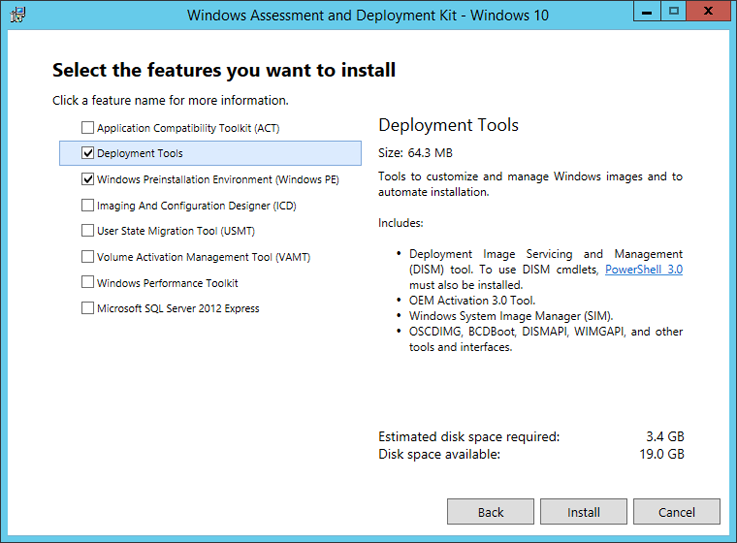 Windows Assessment and Deployment Kit - Windows 10
Select the features you want to install
Click a feature name for more information.
Application Compatibility Toolkit (ACT)
Deployment Tools
Windows Preinstallation Environment (Windows PE)
Imaging And Configuration Designer (ICD)
User State Migration Tool (USMT)
Volume Activation Management Tool (VAMT)
Windows Performance Toolkit
Microsoft SQL Server 2012 Express
Deployment Tools
Size: 64.3 MB
Tools to customize and manage Windows images and to
automate installation.
Includes:
• Deployment Image Servicing and Management
(DISM) tool. To use DISM cmdlets, PowerShell 3.0
must also be installed.
• OEM Activation 3.0 Tool.
• Windows System Image Manager (SIM).
• OSCDIMG, BCDBoot, DISMAPI, WIMGAPI, and other
tools and interfaces.
Estimated disk space required: 3.4 GB
Disk space available: 19.0 GB
Back Install Cancel